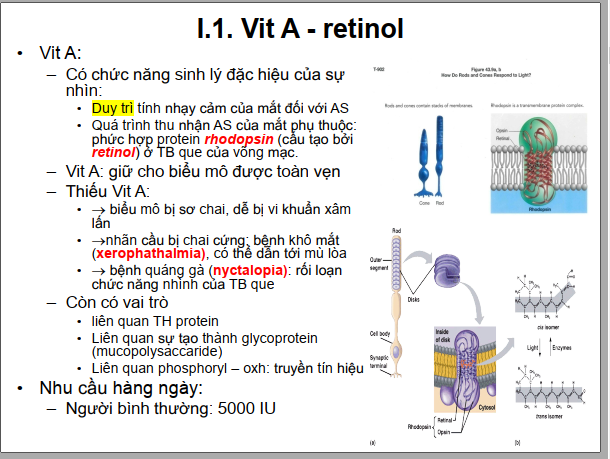 I.1. Vit A - retinol
• Vit A:
– Có chức năng sinh lý đặc hiệu của sự
nhìn:
• Duy trì tính nhạy cảm của mắt đối với AS
• Quá trình thu nhận AS của mắt phụ thuộc:
phức hợp protein rhodopsin (cấu tạo bởi
retinol) ở TB que của võng mạc.
– Vit A: giữ cho biểu mô được toàn vẹn
– Thiếu Vit A:
• → biểu mô bị sơ chai, dễ bị vi khuẩn xâm
lấn
• →nhãn cầu bị chai cứng; bệnh khô mắt
(xerophathalmia), có thể dẫn tới mù lòa
• → bệnh quáng gà (nyctalopia): rối loạn
chức năng nhình của TB que
– Còn có vai trò
• liên quan TH protein
• Liên quan sự tạo thành glycoprotein
(mucopolysaccaride)
• Liên quan phosphoryl – oxh: truyền tín hiệu
• Nhu cầu hàng ngày:
– Người bình thường: 5000 IU
T-902
Figure 43.9a, b
How Do Rods and Cones Respond to Light?
Rods and cones contain stacks of membranes.
Rhodopsin is a transmembrane protein complex.
Opsin
Retinal
Cone
Rod
Rhodopsin
Rod
Outer
segment
Disks
Cell body
Synaptic
terminal
Inside
of disk
Cytosol
Rhodopsin
Retinal
Opsin
cis isomer
Light
Enzymes
trans isomer
(a)
(b)